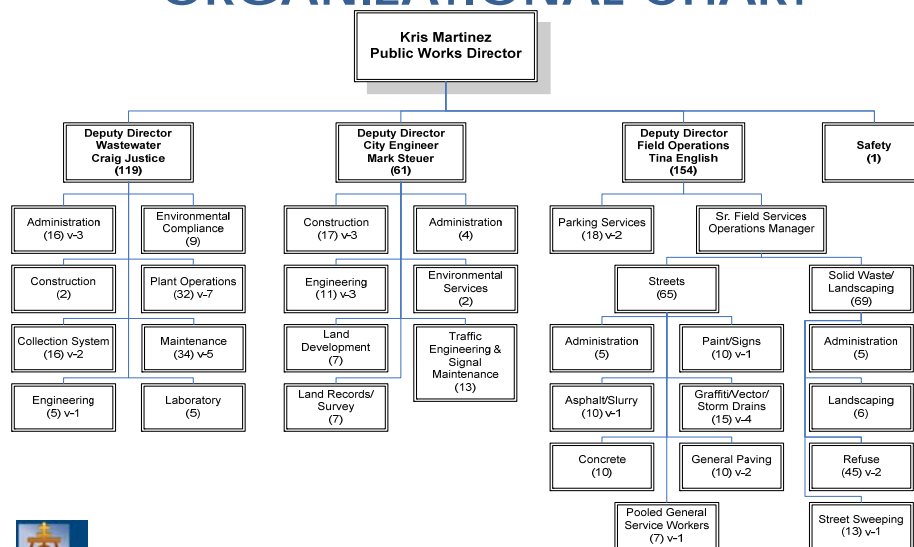 ORGANIZATIONAL CHART
Kris Martinez
Public Works Director
Deputy Director
Wastewater
Craig Justice
(119)
Deputy Director
City Engineer
Mark Steuer
(61)
Deputy Director
Field Operations
Tina English
(154)
Safety
(1)
Administration
(16) v-3
Environmental
Compliance
(9)
Construction
(2)
Plant Operations
(32) v-7
Collection System
(16) v-2
Maintenance
(34) v-5
Engineering
(5) v-1
Laboratory
(5)
Construction
(17) v-3
Administration
(4)
Engineering
(11) v-3
Environmental
Services
(2)
Land
Development
(7)
Traffic
Engineering &
Signal
Maintenance
(13)
Land Records/
Survey
(7)
Parking Services
(18) v-2
Sr. Field Services
Operations Manager
Streets
(65)
Solid Waste/
Landscaping
(69)
Administration
(5)
Paint/Signs
(10) v-1
Asphalt/Slurry
(10) v-1
Graffiti/Vector/
Storm Drains
(15) v-4
Concrete
(10)
General Paving
(10) v-2
Pooled General
Service Workers
(7) v-1
Administration
(5)
Landscaping
(6)
Refuse
(45) v-2
Street Sweeping
(13) v-1